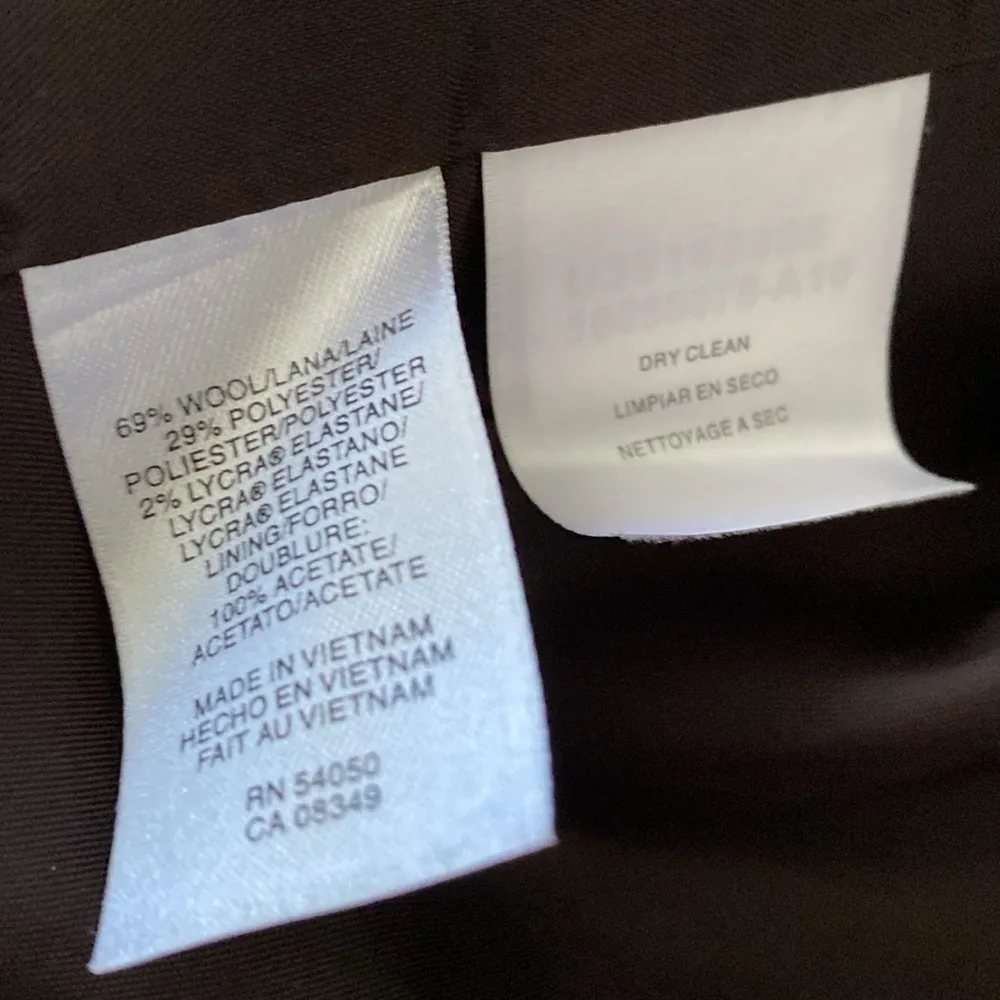 69% WOOL/LANA/LAINE
29% POLYESTER/
POLIESTER/POLYESTER
2% LYCRA® ELASTANE/
LYCRA® ELASTANO/
LYCRA® ELASTANE
LINING/FORRO/
DOUBLURE:
100% ACETATE/
ACETATO/ACETATE
MADE IN VIETNAM
HECHO EN VIETNAM
FAIT AU VIETNAM
RN 54050
CA 08349
DRY CLEAN
LIMPIAR EN SECO
NETTOYAGE A SEC